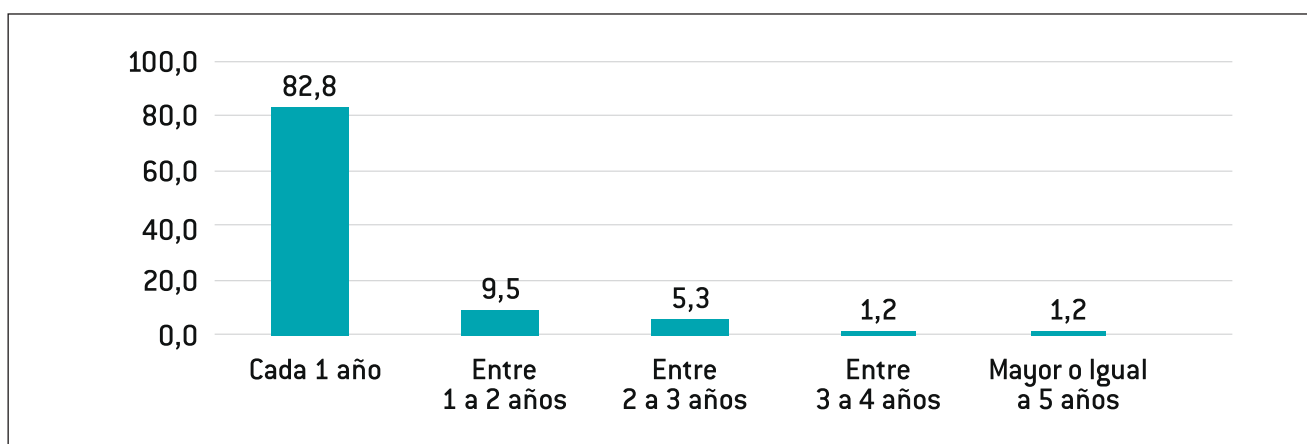 100,0
80,0
60,0
40,0
20,0
0,0
82,8
9,5
5,3
1,2
1,2
Cada 1 año
Entre
1 a 2 años
Entre
2 a 3 años
Entre
3 a 4 años
Mayor o Igual
a 5 años